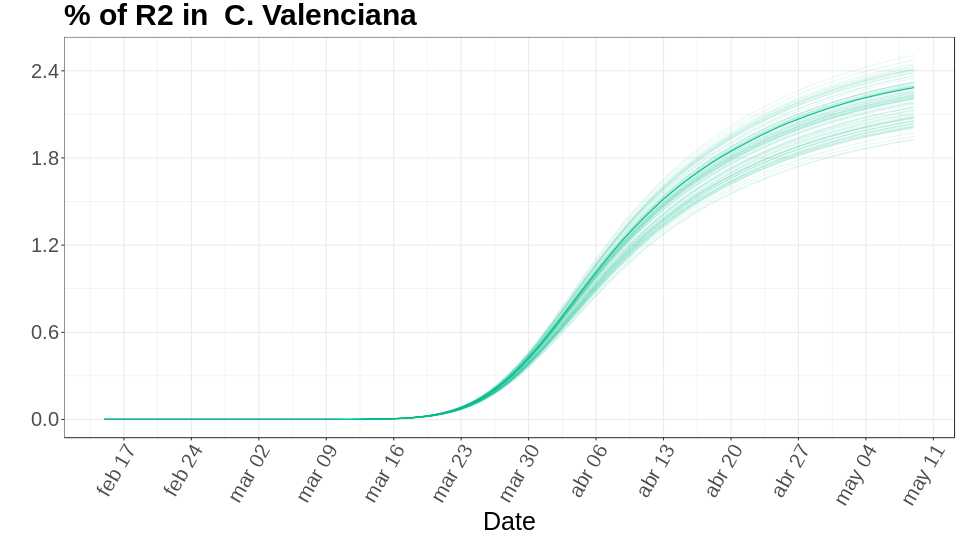 % of R2 in  C. Valenciana
2.4
1.8
1.2
0.6
0.0
feb 17
feb 24
mar 02
mar 09
mar 16
mar 23
mar 30
abr 06
abr 13
abr 20
abr 27
may 04
may 11
Date